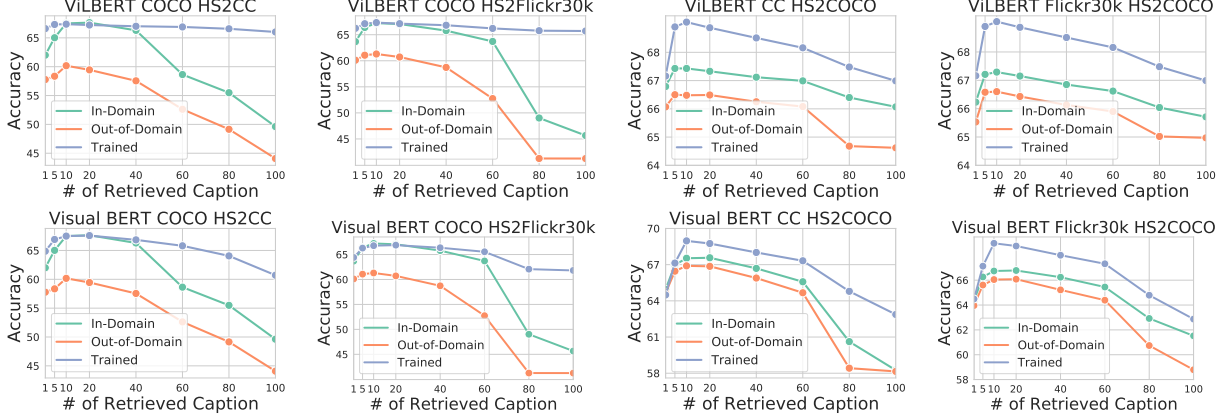 ViLBERT COCO HS2CC
Accuracy
65
60
55
50
45
In-Domain
Out-of-Domain
Trained
1 5 10 20 40 60 80 100
# of Retrieved Caption
ViLBERT COCO HS2Flickr30k
Accuracy
65
60
55
50
45
In-Domain
Out-of-Domain
Trained
1 5 10 20 40 60 80 100
# of Retrieved Caption
ViLBERT CC HS2COCO
Accuracy
68
67
66
65
64
In-Domain
Out-of-Domain
Trained
1 5 10 20 40 60 80 100
# of Retrieved Caption
ViLBERT Flickr30k HS2COCO
Accuracy
68
67
66
65
64
In-Domain
Out-of-Domain
Trained
1 5 10 20 40 60 80 100
# of Retrieved Caption
Visual BERT COCO HS2CC
Accuracy
65
60
55
50
45
In-Domain
Out-of-Domain
Trained
1 5 10 20 40 60 80 100
# of Retrieved Caption
Visual BERT COCO HS2Flickr30k
Accuracy
65
60
55
50
45
In-Domain
Out-of-Domain
Trained
1 5 10 20 40 60 80 100
# of Retrieved Caption
Visual BERT CC HS2COCO
Accuracy
70
67
64
61
58
In-Domain
Out-of-Domain
Trained
1 5 10 20 40 60 80 100
# of Retrieved Caption
Visual BERT Flickr30k HS2COCO
Accuracy
66
64
62
60
58
In-Domain
Out-of-Domain
Trained
1 5 10 20 40 60 80 100
# of Retrieved Caption